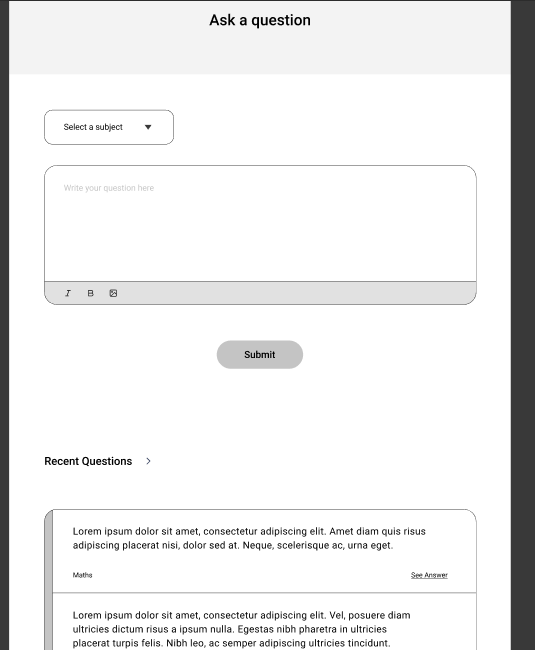 Ask a question
Select a subject
Write your question here
I B
Submit
Recent Questions
Lorem ipsum dolor sit amet, consectetur adipiscing elit. Amet diam quis risus
adipiscing placerat nisi, dolor sed at. Neque, scelerisque ac, urna eget.
Maths See Answer
Lorem ipsum dolor sit amet, consectetur adipiscing elit. Vel, posuere diam
ultricies dictum risus a ipsum nulla. Egestas nibh pharetra in ultricies
placerat turpis felis. Nibh leo, ac semper adipiscing ultricies tincidunt.